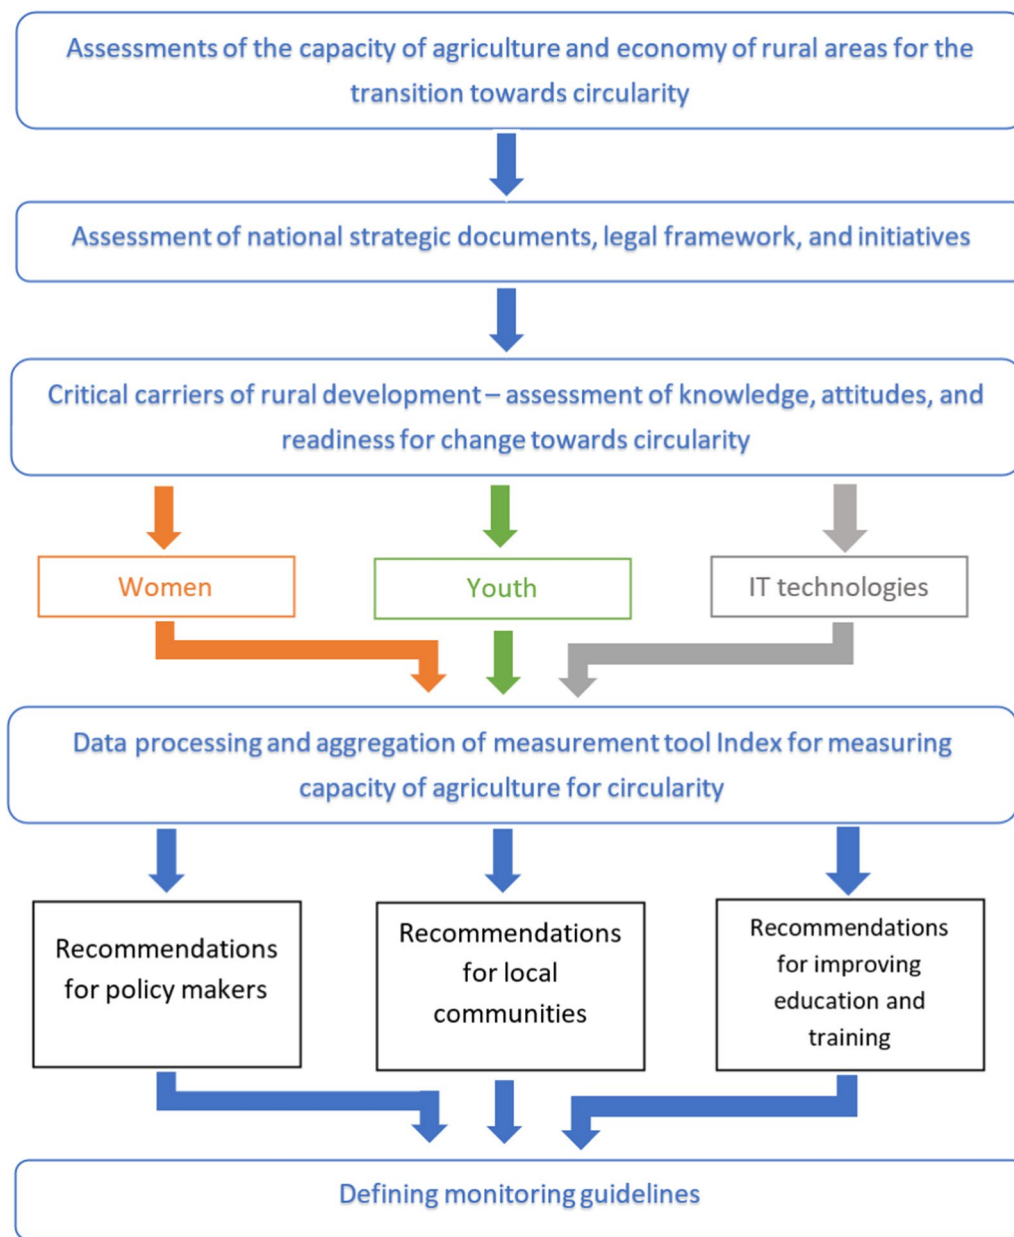 Assessments of the capacity of agriculture and economy of rural areas for the
transition towards circularity
Assessment of national strategic documents, legal framework, and initiatives
Critical carriers of rural development – assessment of knowledge, attitudes, and
readiness for change towards circularity
Women
Youth
IT technologies
Data processing and aggregation of measurement tool Index for measuring
capacity of agriculture for circularity
Recommendations
for policy makers
Recommendations
for local
communities
Recommendations
for improving
education and
training
Defining monitoring guidelines